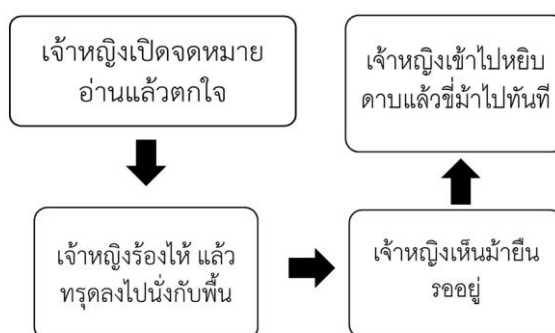 เจ้าหญิงเปิดจดหมาย
อ่านแล้วตกใจ
เจ้าหญิงร้องไห้ แล้ว
ทรุดลงไปนั่งกับพื้น
เจ้าหญิงเห็นม้ายืน
รออยู่
เจ้าหญิงเข้าไปหยิบ
ดาบแล้วขี่ม้าไปทันที